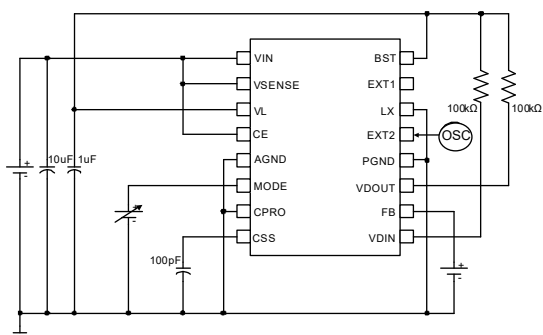 VIN
BST
VSENSE
EXT1
VL
LX
100kΩ
100kΩ
CE
EXT2
OSC
AGND
PGND
10uF
1uF
+
-
MODE
VDOUT
+
-
CPRO
FB
CSS
VDIN
100pF
+
-